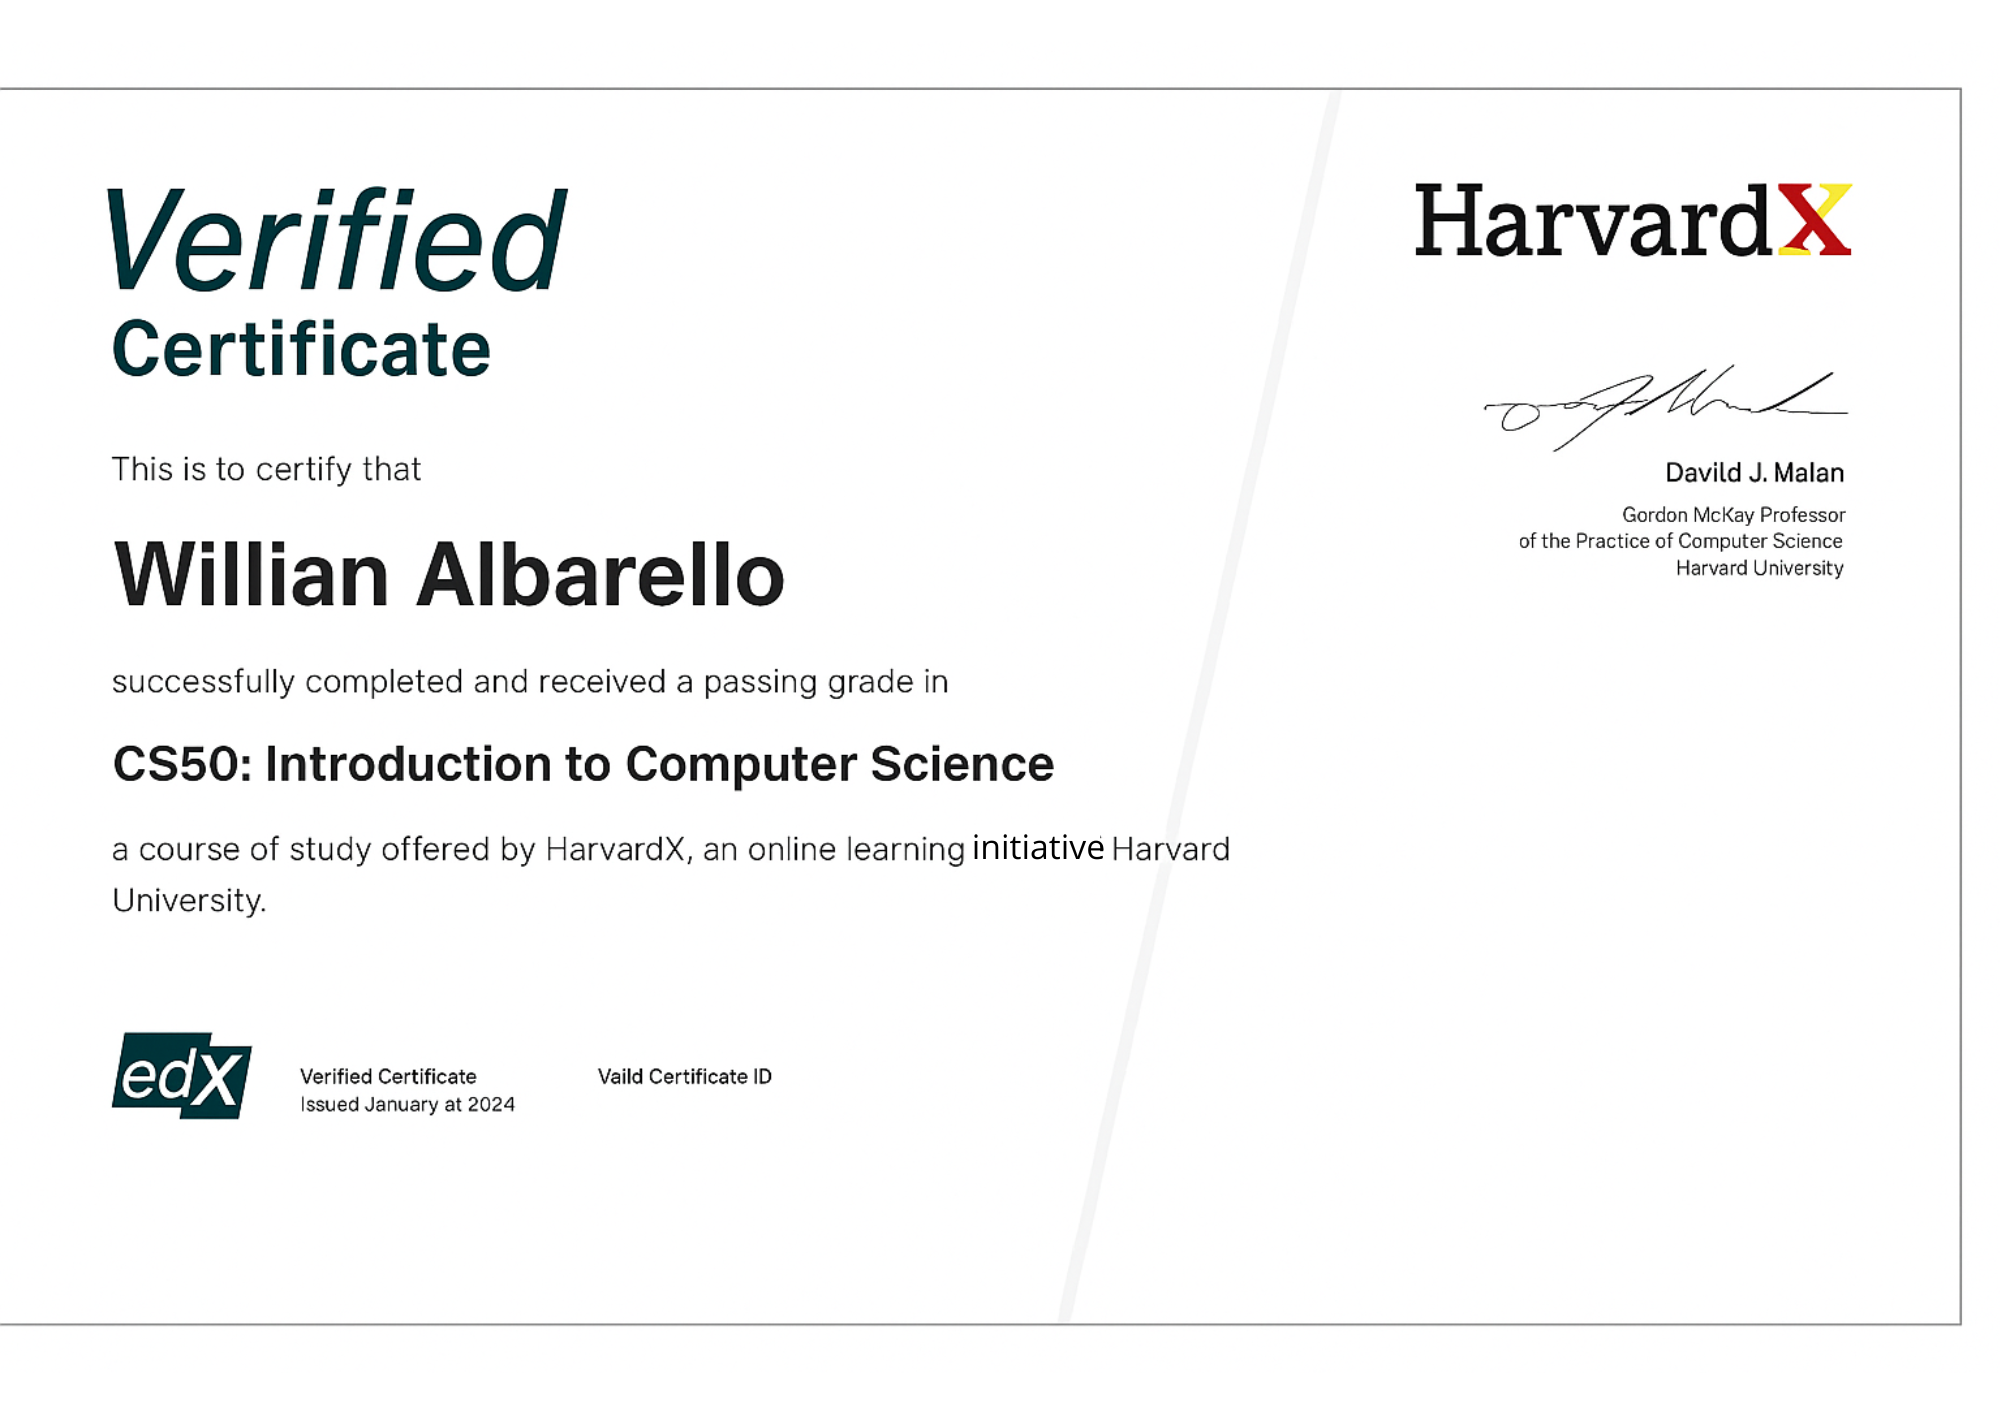 Verified
Certificate
This is to certify that
Willian Albarello
successfully completed and received a passing grade in
CS50: Introduction to Computer Science
a course of study offered by HarvardX, an online learning initiative Harvard
University.
edX
Verified Certificate
Issued January at 2024
Vaild Certificate ID
HarvardX
Davild J. Malan
Gordon McKay Professor
of the Practice of Computer Science
Harvard University